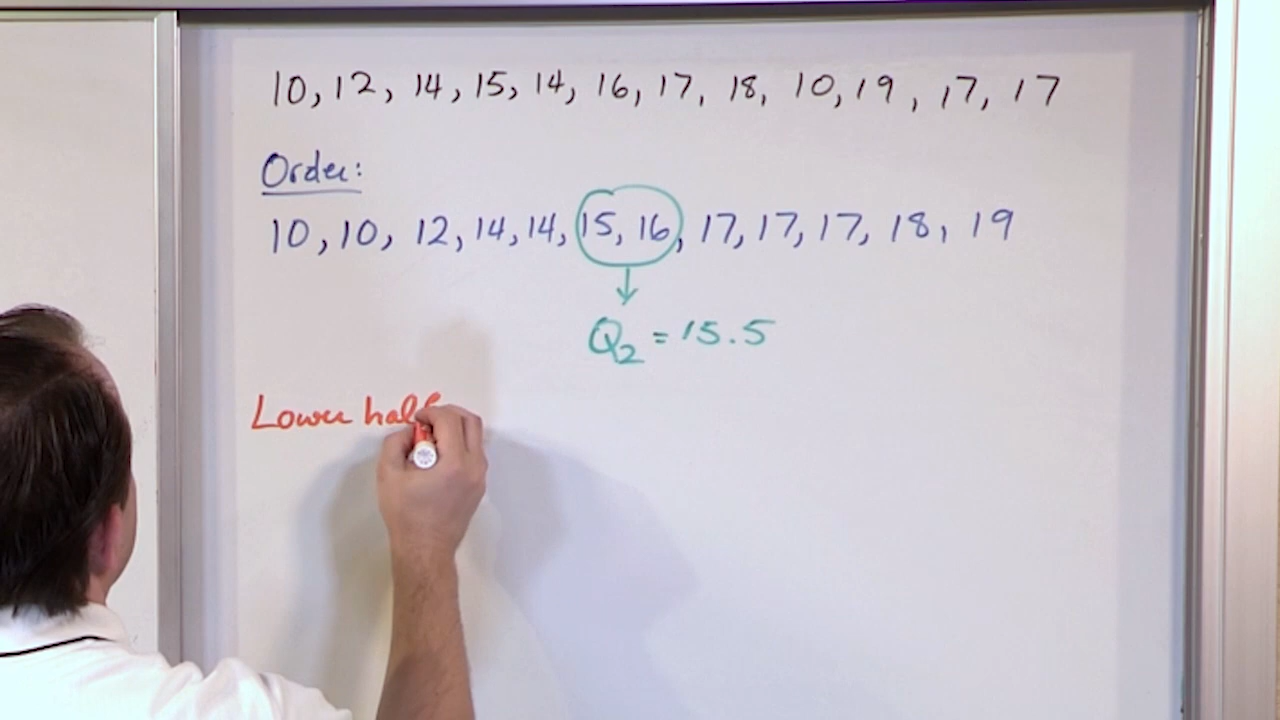 10, 12, 14, 15, 14, 16, 17, 18, 10, 19, 17, 17
Order:
10, 10, 12, 14, 14, 15, 16, 17, 17, 17, 18, 19
Q₂ = 15.5
Lower half